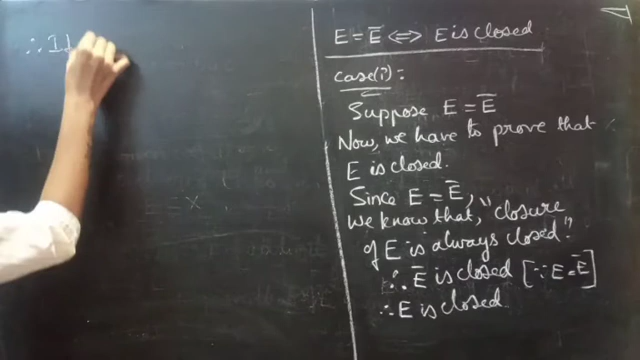 ∴ If
E = E̅ ⟺ E is closed
case(i):
Suppose E = E̅
Now, we have to prove that
E is closed.
Since E = E̅,
We know that, "closure
of E is always closed"
∴ E̅ is closed [∵ E = E̅]
∴ E is closed